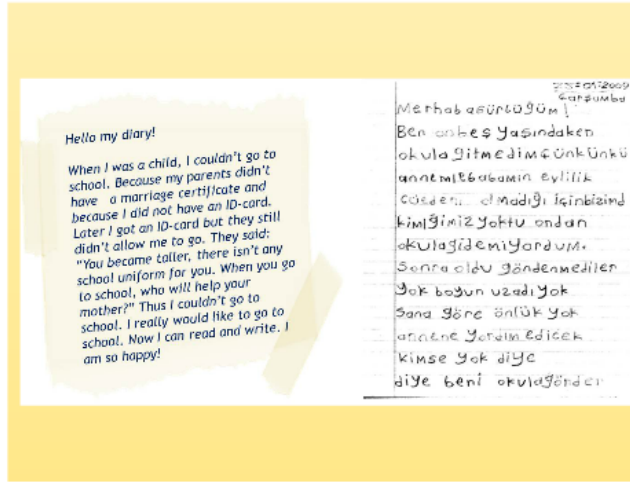 Hello my diary!
When I was a child, I couldn't go to
school. Because my parents didn't
have a marriage certificate and
because I did not have an ID-card.
Later I got an ID-card but they still
didn't allow me to go. They said:
"You became taller, there isn't any
school uniform for you. When you go
to school, who will help your
mother?" Thus I couldn't go to
school. I really would like to go to
school. Now I can read and write. I
am so happy!
2009
Çarşamba
Merhaba günlüğüm!
Ben onbeş yaşındaken
okula gitmedim çünkünkü
annemle babamın evlilik
olmadığı için bizimd
kimliğimiz yoktu ondan
okula gidemiyordum.
Sonra oldu göndenmediler
yok boyun uzadı yok
sana göre önlük yok
annene yardım edicek
kimse yok diye
diye beni okula gönder